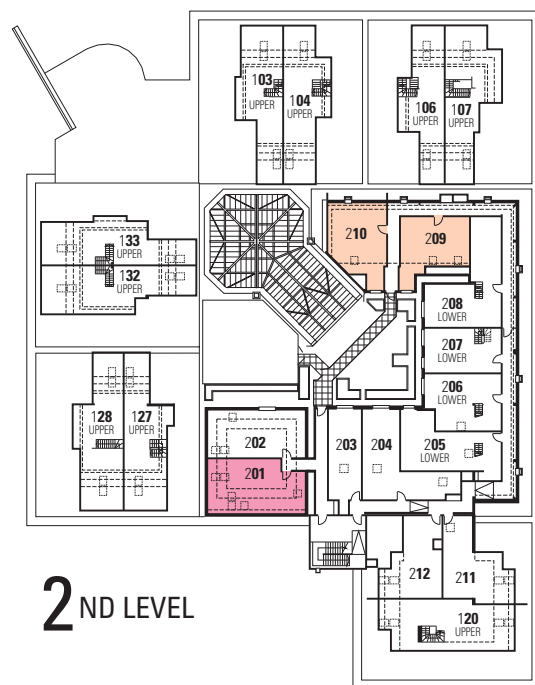 103
UPPER
104
UPPER
106
UPPER
107
UPPER
133
UPPER
132
UPPER
210
209
208
LOWER
207
LOWER
206
LOWER
128
UPPER
127
UPPER
202
201
203
204
205
LOWER
212
211
120
UPPER
2ND LEVEL